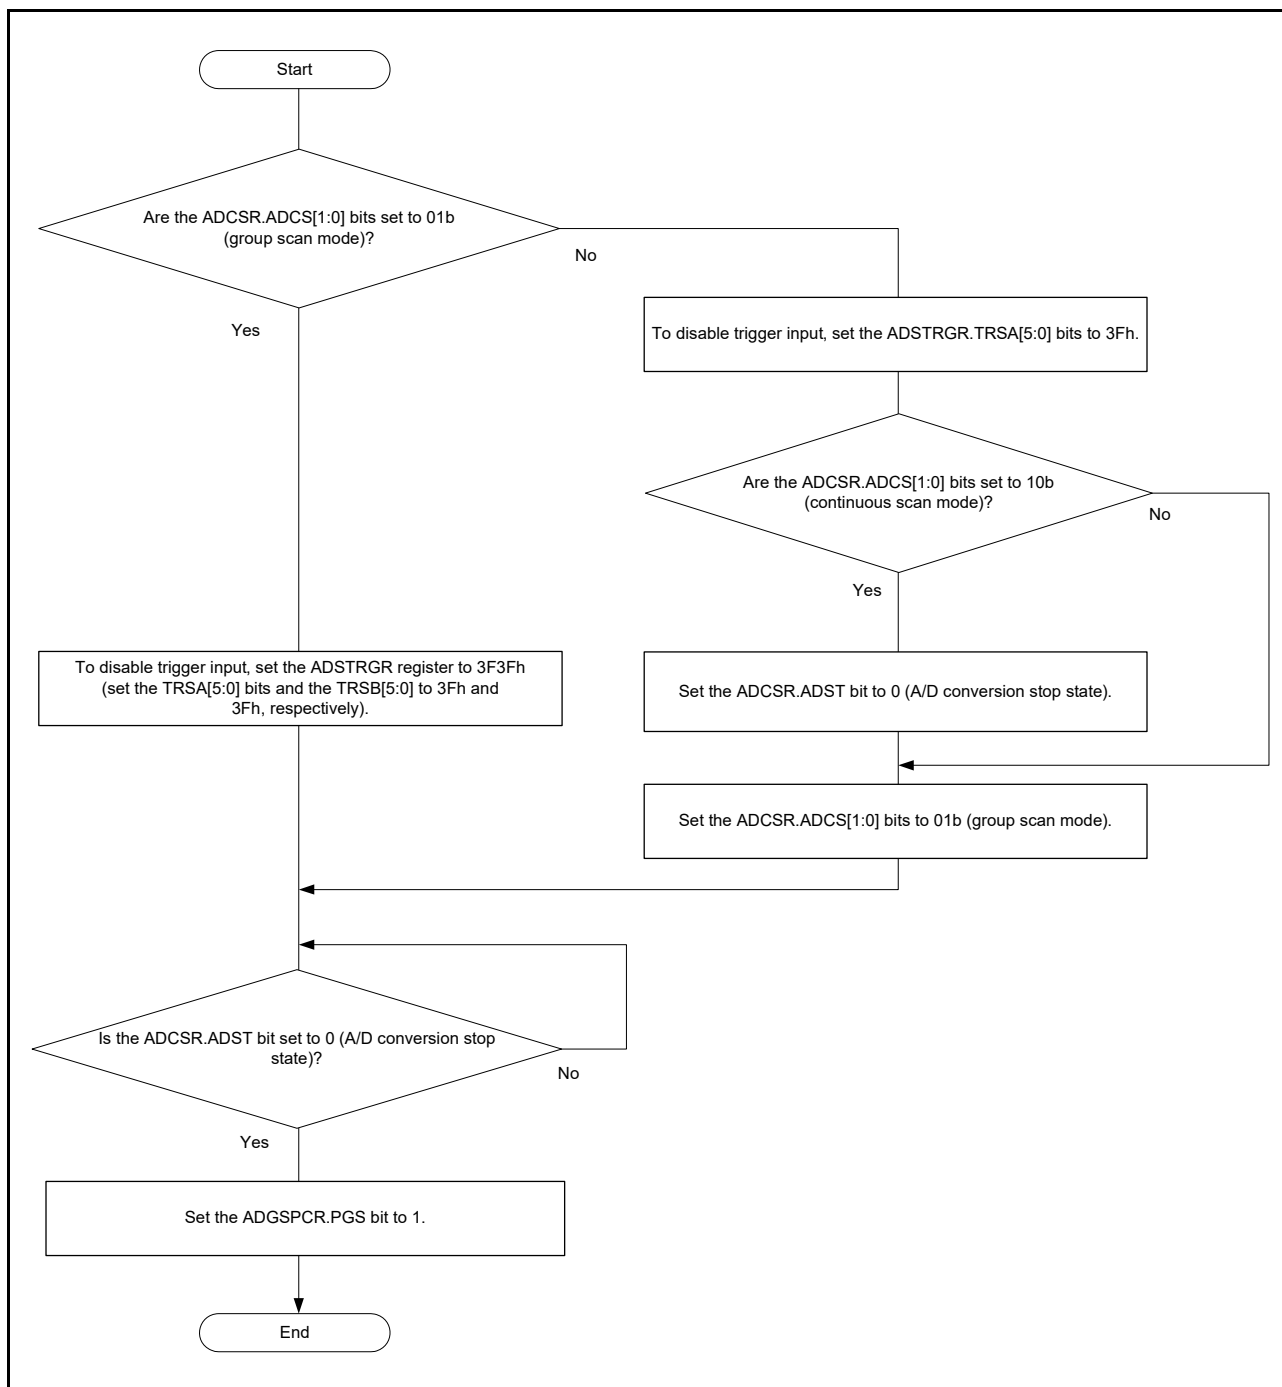 Start
Are the ADCSR.ADCS[1:0] bits set to 01b
(group scan mode)?
No
Yes
To disable trigger input, set the ADSTRGR.TRSA[5:0] bits to 3Fh.
Are the ADCSR.ADCS[1:0] bits set to 10b
(continuous scan mode)?
No
Yes
To disable trigger input, set the ADSTRGR register to 3F3Fh
(set the TRSA[5:0] bits and the TRSB[5:0] to 3Fh and
3Fh, respectively).
Set the ADCSR.ADST bit to 0 (A/D conversion stop state).
Set the ADCSR.ADCS[1:0] bits to 01b (group scan mode).
Is the ADCSR.ADST bit set to 0 (A/D conversion stop
state)?
No
Yes
Set the ADGSPCR.PGS bit to 1.
End